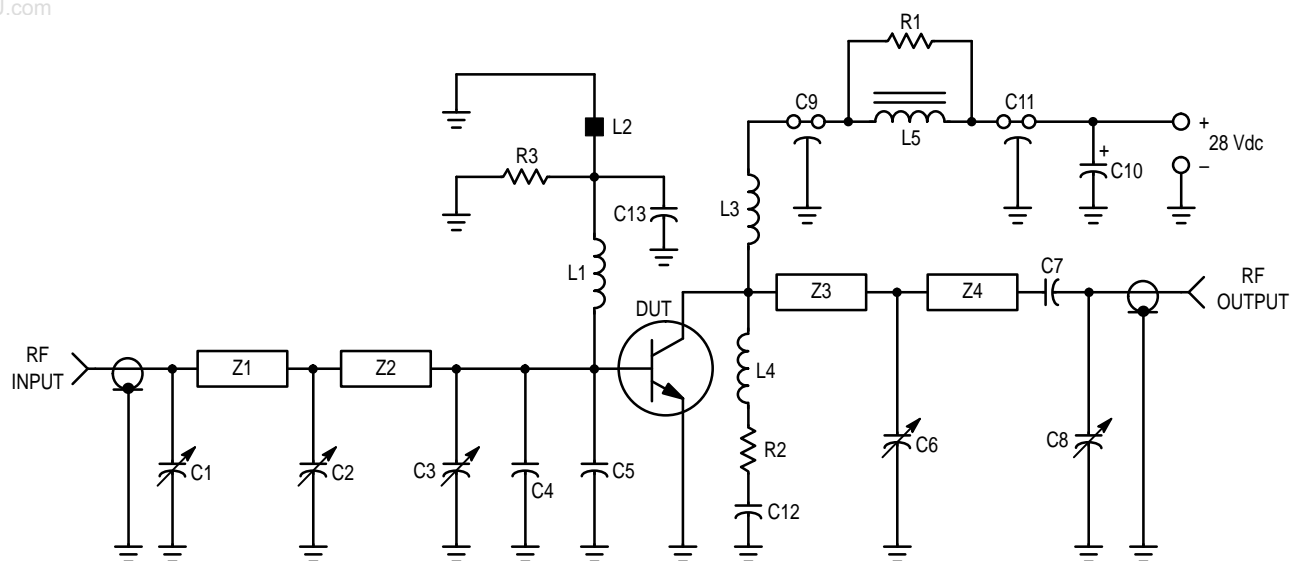 J.com
R1
C9
C11
L2
+
28 Vdc
–
+
C10
L5
R3
C13
L3
L1
C7
RF
OUTPUT
Z3
Z4
DUT
RF
INPUT
Z1
Z2
L4
R2
C1
C2
C3
C4
C5
C6
C8
C12